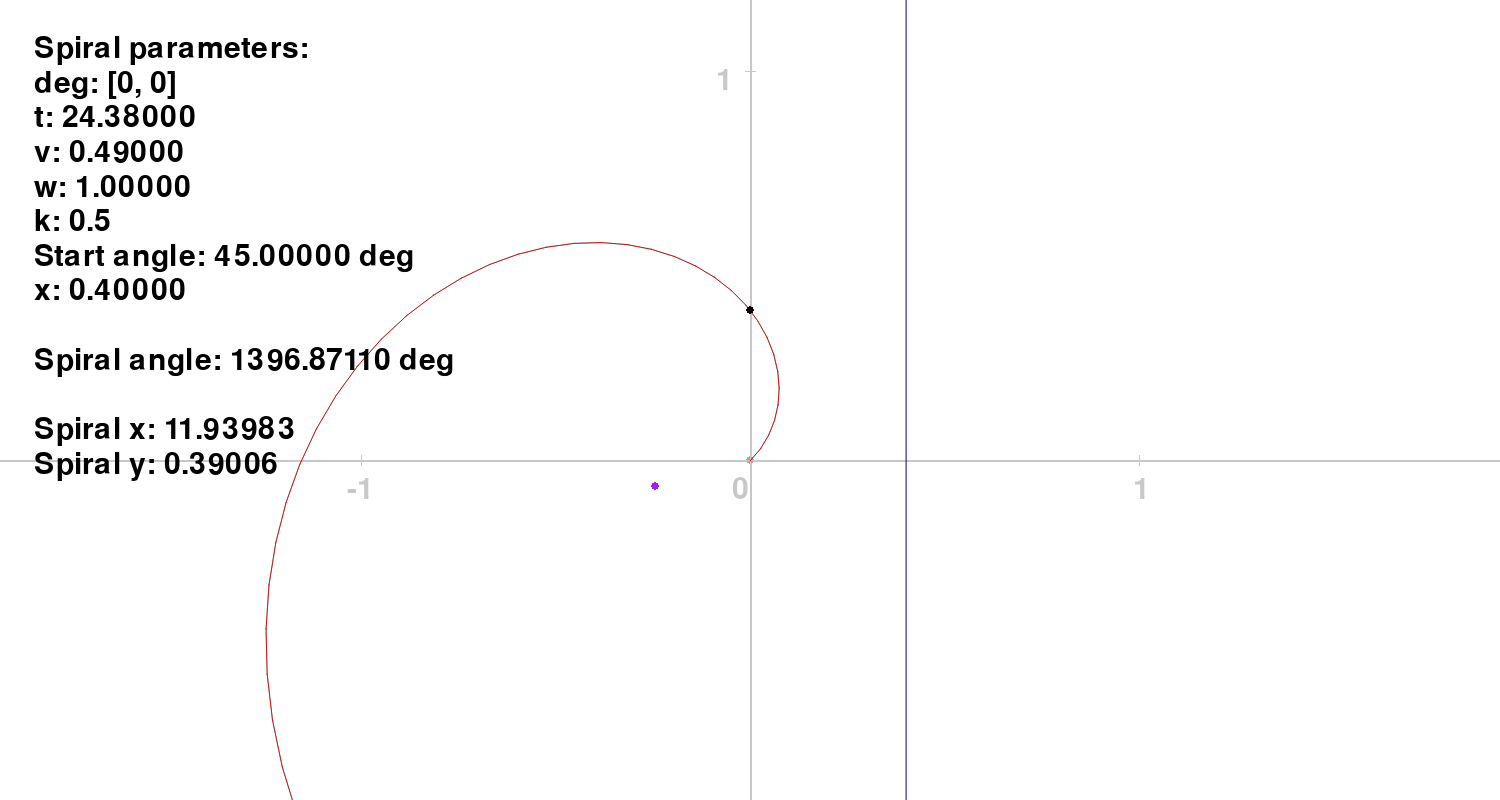 Spiral parameters:
deg: [0, 0]
t: 24.38000
v: 0.49000
w: 1.00000
k: 0.5
Start angle: 45.00000 deg
x: 0.40000
Spiral angle: 1396.87110 deg
Spiral x: 11.93983
Spiral y: 0.39006
1
-1
0
1